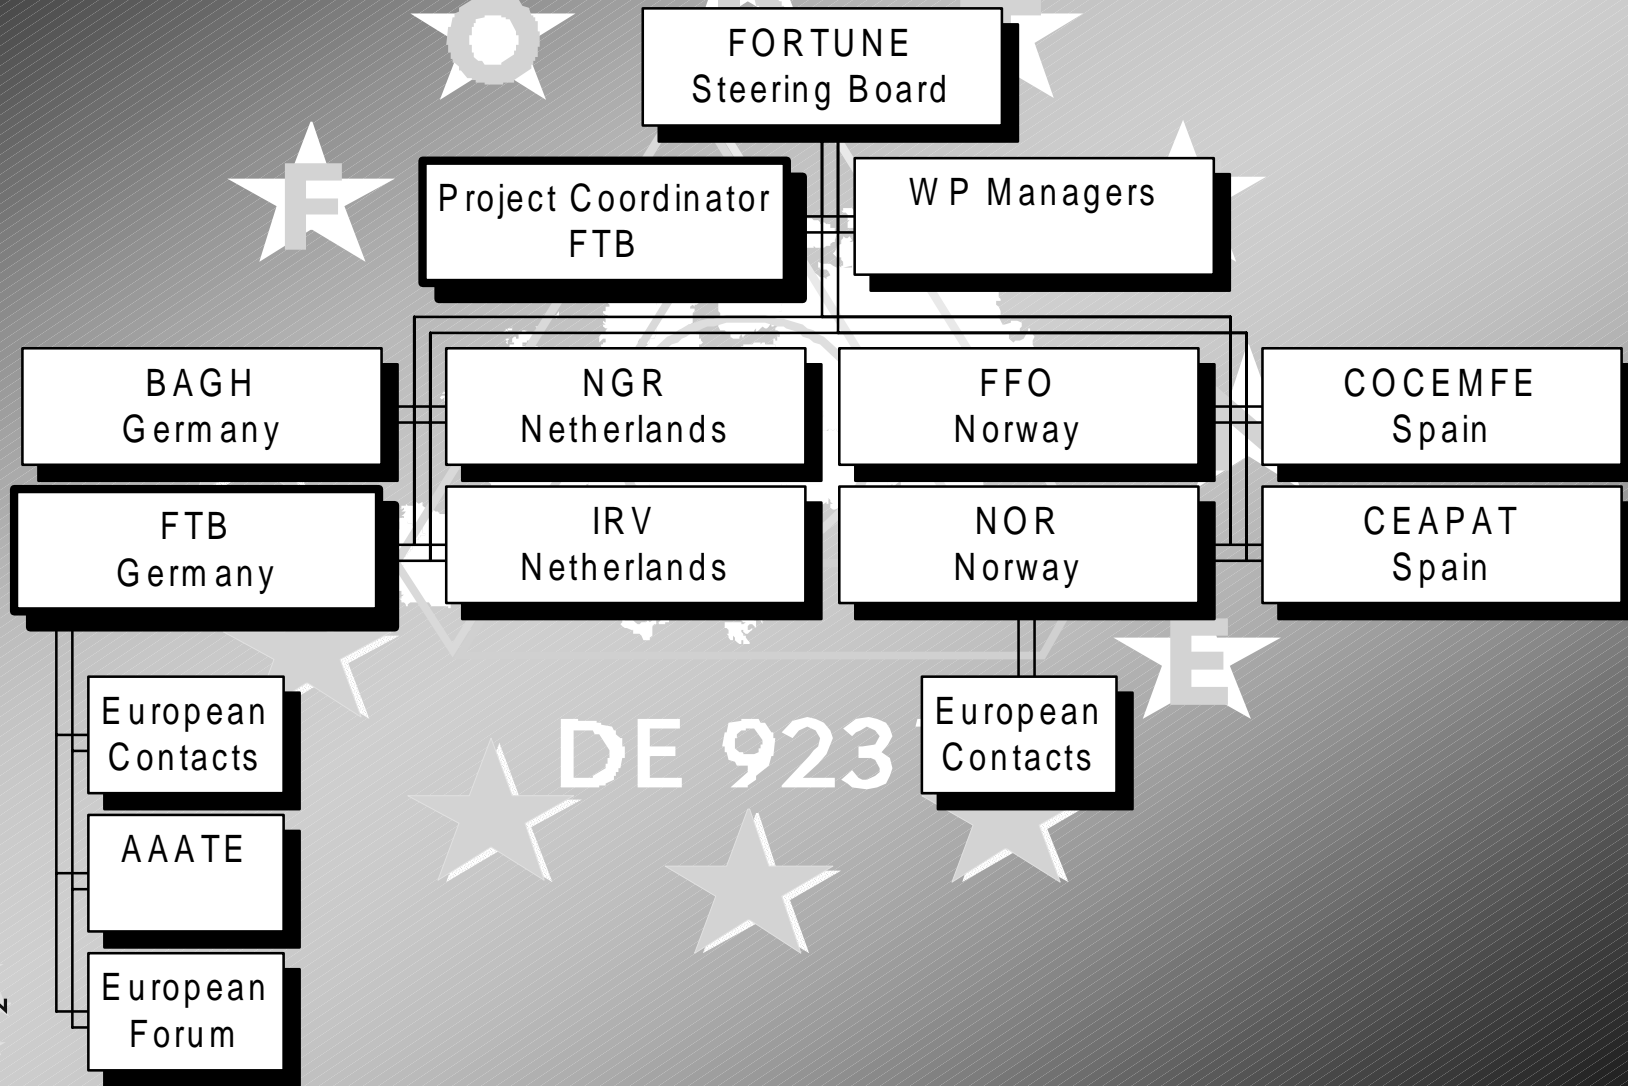 FORTUNE
Steering Board
Project Coordinator
FTB
WP Managers
BAGH
Germany
NGR
Netherlands
FFO
Norway
COCEMFE
Spain
FTB
Germany
IRV
Netherlands
NOR
Norway
CEAPAT
Spain
European
Contacts
European
Contacts
AAATE
European
Forum
O
F
E
DE 923